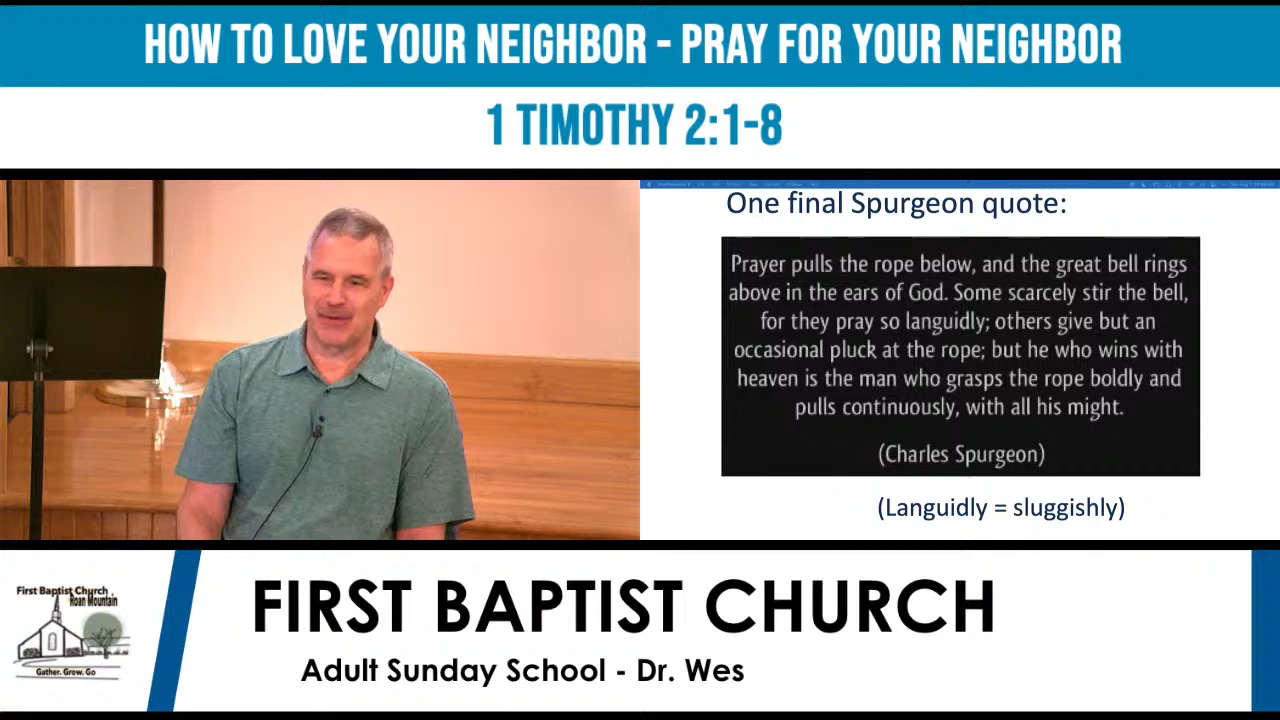 HOW TO LOVE YOUR NEIGHBOR - PRAY FOR YOUR NEIGHBOR
1 TIMOTHY 2:1-8
One final Spurgeon quote:
Prayer pulls the rope below, and the great bell rings
above in the ears of God. Some scarcely stir the bell,
for they pray so languidly; others give but an
occasional pluck at the rope; but he who wins with
heaven is the man who grasps the rope boldly and
pulls continuously, with all his might.
(Charles Spurgeon)
(Languidly = sluggishly)
First Baptist Church,
Roan Mountain
Gather. Grow. Go
FIRST BAPTIST CHURCH
Adult Sunday School - Dr. Wes